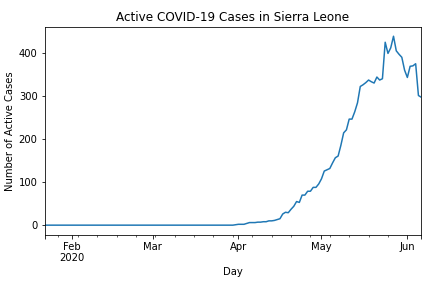 Active COVID-19 Cases in Sierra Leone
Number of Active Cases
400
300
200
100
0
Feb
2020
Mar
Apr
May
Jun
Day